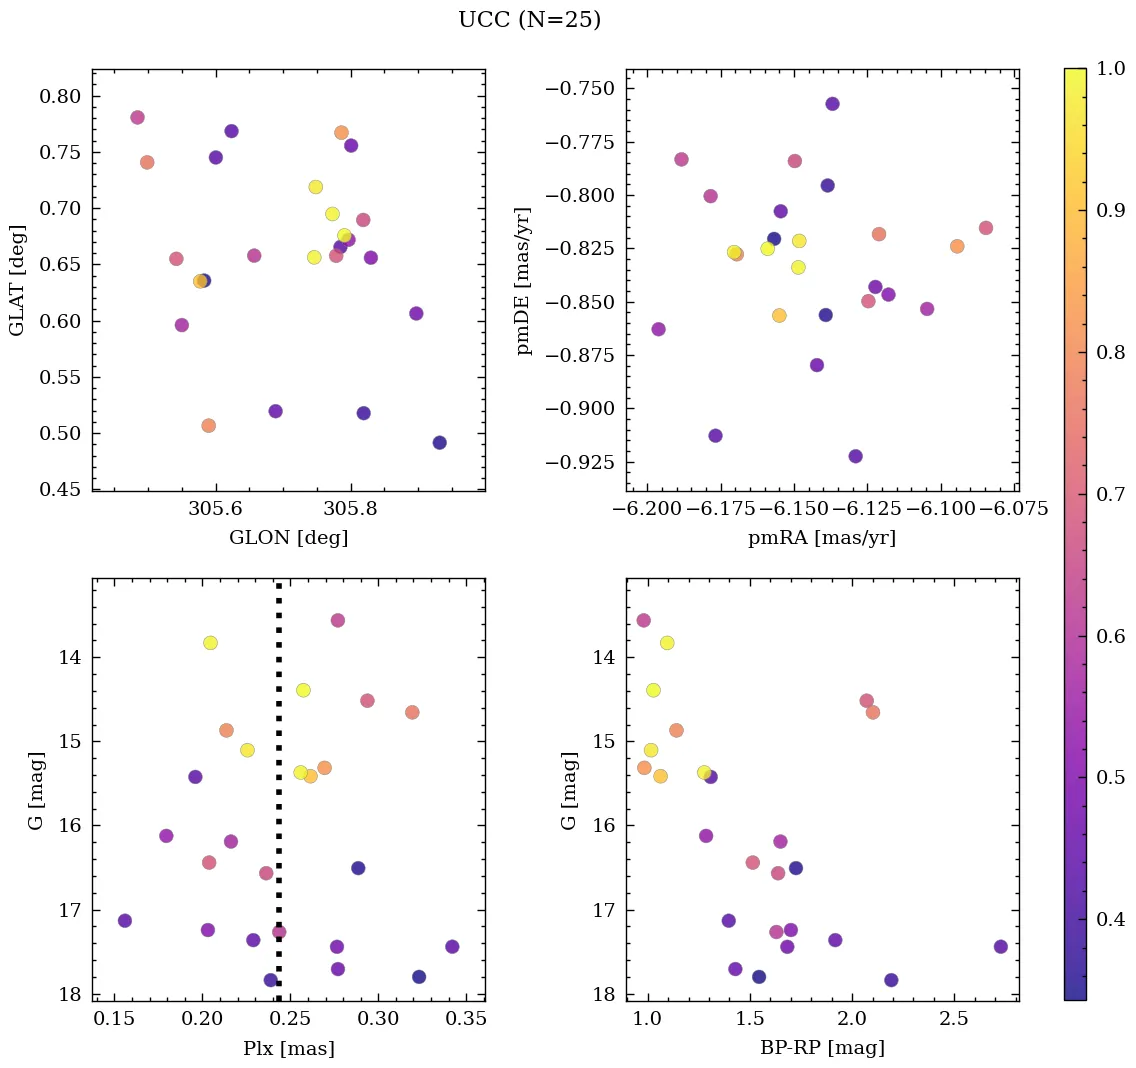 UCC (N=25)
0.80
0.75
0.70
0.65
0.60
0.55
0.50
0.45
GLAT [deg]
305.6 305.8
GLON [deg]
−0.750
−0.775
−0.800
−0.825
−0.850
−0.875
−0.900
−0.925
pmDE [mas/yr]
−6.200 −6.175 −6.150 −6.125 −6.100 −6.075
pmRA [mas/yr]
14
15
16
17
18
G [mag]
0.15 0.20 0.25 0.30 0.35
Plx [mas]
14
15
16
17
18
G [mag]
1.0 1.5 2.0 2.5
BP-RP [mag]
1.0
0.9
0.8
0.7
0.6
0.5
0.4